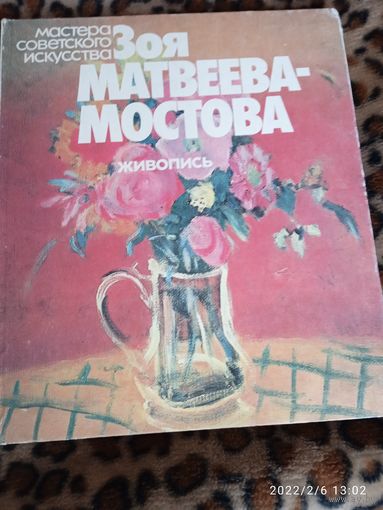 мастера
советского
искусства
Зоя
МАТВЕЕВА-
МОСТОВА
живопись
2022/2/6 13:02